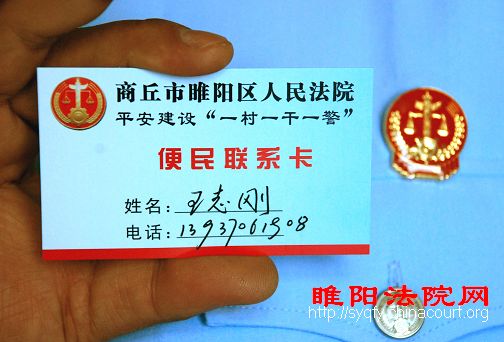 商丘市睢阳区人民法院
平安建设“一村一干一警”
便民联系卡
姓名：王志刚
电话：13937061508
睢阳法院网
http://syqfy.chinacourt.org